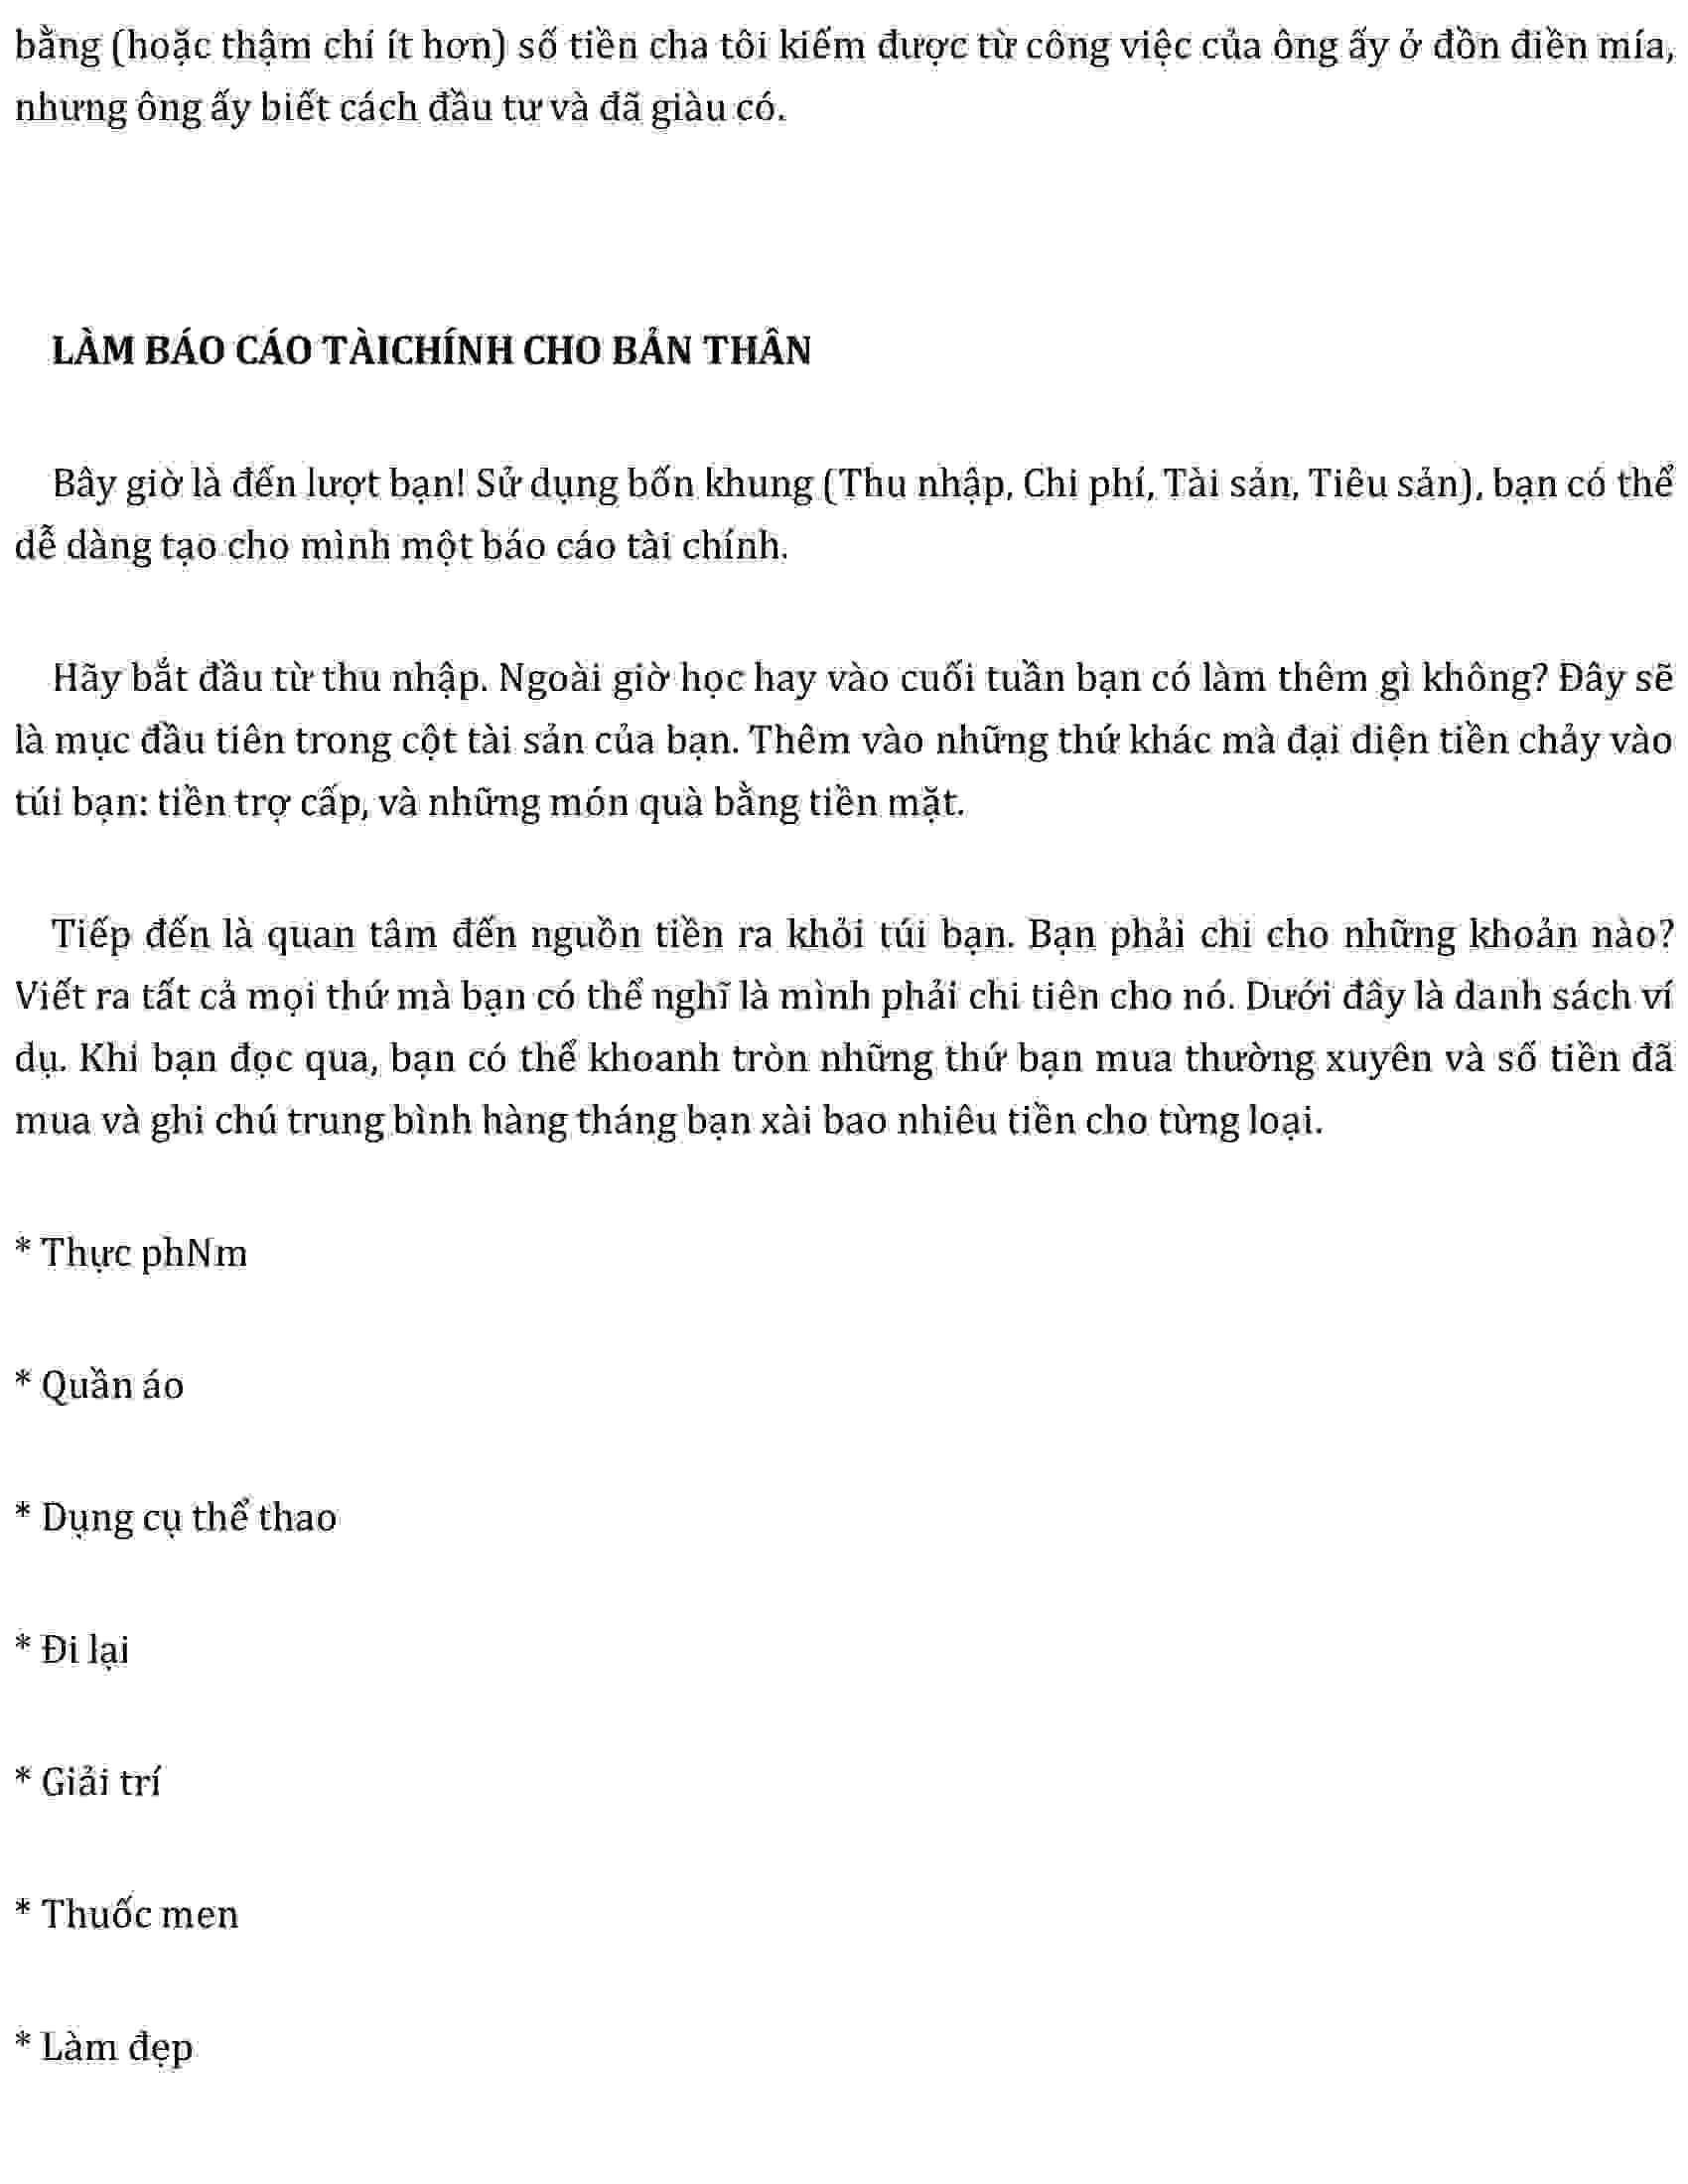 bằng (hoặc thậm chí ít hơn) số tiền cha tôi kiếm được từ công việc của ông ấy ở đồn điền mía,
nhưng ông ấy biết cách đầu tư và đã giàu có.
LÀM BÁO CÁO TÀICHÍNH CHO BẢN THÂN
Bây giờ là đến lượt bạn! Sử dụng bốn khung (Thu nhập, Chi phí, Tài sản, Tiêu sản), bạn có thể
dễ dàng tạo cho mình một báo cáo tài chính.
Hãy bắt đầu từ thu nhập. Ngoài giờ học hay vào cuối tuần bạn có làm thêm gì không? Đây sẽ
là mục đầu tiên trong cột tài sản của bạn. Thêm vào những thứ khác mà đại diện tiền chảy vào
túi bạn: tiền trợ cấp, và những món quà bằng tiền mặt.
Tiếp đến là quan tâm đến nguồn tiền ra khỏi túi bạn. Bạn phải chi cho những khoản nào?
Viết ra tất cả mọi thứ mà bạn có thể nghĩ là mình phải chi tiên cho nó. Dưới đây là danh sách ví
dụ. Khi bạn đọc qua, bạn có thể khoanh tròn những thứ bạn mua thường xuyên và số tiền đã
mua và ghi chú trung bình hàng tháng bạn xài bao nhiêu tiền cho từng loại.
* Thực phNm
* Quần áo
* Dụng cụ thể thao
* Đi lại
* Giải trí
* Thuốc men
* Làm đẹp